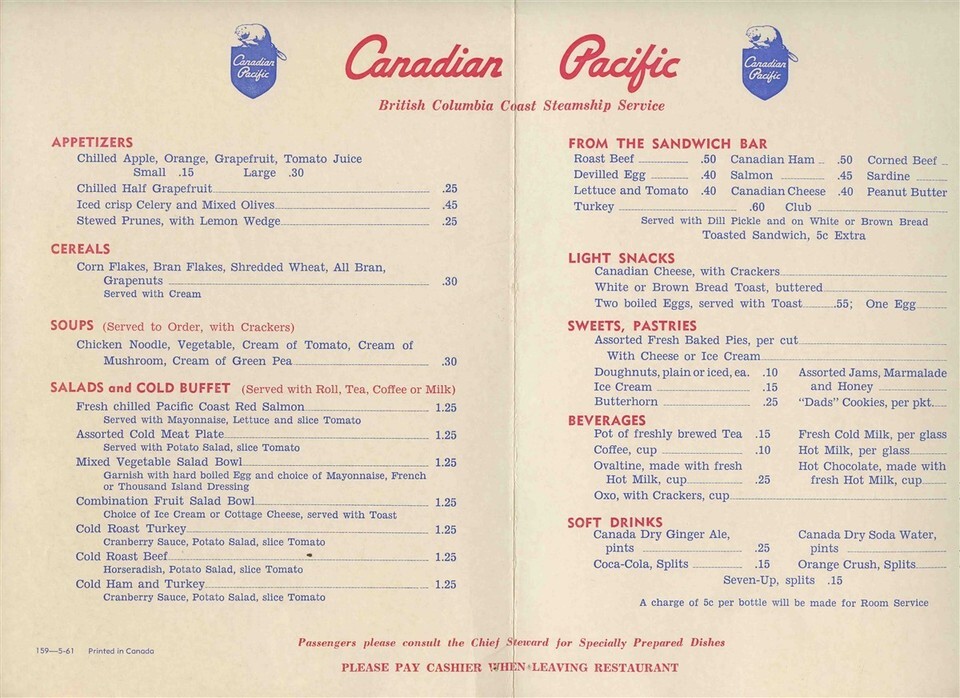 Canadian Pacific
Canadian Pacific
Canadian Pacific
British Columbia Coast Steamship Service
APPETIZERS
Chilled Apple, Orange, Grapefruit, Tomato Juice
Small .15 Large .30
Chilled Half Grapefruit .25
Iced crisp Celery and Mixed Olives .45
Stewed Prunes, with Lemon Wedge .25
CEREALS
Corn Flakes, Bran Flakes, Shredded Wheat, All Bran,
Grapenuts .30
Served with Cream
SOUPS (Served to Order, with Crackers)
Chicken Noodle, Vegetable, Cream of Tomato, Cream of
Mushroom, Cream of Green Pea .30
SALADS and COLD BUFFET (Served with Roll, Tea, Coffee or Milk)
Fresh chilled Pacific Coast Red Salmon 1.25
Served with Mayonnaise, Lettuce and slice Tomato
Assorted Cold Meat Plate 1.25
Served with Potato Salad, slice Tomato
Mixed Vegetable Salad Bowl 1.25
Garnish with hard boiled Egg and choice of Mayonnaise, French
or Thousand Island Dressing
Combination Fruit Salad Bowl 1.25
Choice of Ice Cream or Cottage Cheese, served with Toast
Cold Roast Turkey 1.25
Cranberry Sauce, Potato Salad, slice Tomato
Cold Roast Beef 1.25
Horseradish, Potato Salad, slice Tomato
Cold Ham and Turkey 1.25
Cranberry Sauce, Potato Salad, slice Tomato
FROM THE SANDWICH BAR
Roast Beef .50 Canadian Ham .50 Corned Beef
Devilled Egg .40 Salmon .45 Sardine
Lettuce and Tomato .40 Canadian Cheese .40 Peanut Butter
Turkey .60 Club
Served with Dill Pickle and on White or Brown Bread
Toasted Sandwich, 5c Extra
LIGHT SNACKS
Canadian Cheese, with Crackers
White or Brown Bread Toast, buttered
Two boiled Eggs, served with Toast .55; One Egg
SWEETS, PASTRIES
Assorted Fresh Baked Pies, per cut
With Cheese or Ice Cream
Doughnuts, plain or iced, ea. .10 Assorted Jams, Marmalade
Ice Cream .15 and Honey
Butterhorn .25 "Dads" Cookies, per pkt.
BEVERAGES
Pot of freshly brewed Tea .15 Fresh Cold Milk, per glass
Coffee, cup .10 Hot Milk, per glass
Ovaltine, made with fresh Hot Chocolate, made with
Hot Milk, cup .25 fresh Hot Milk, cup
Oxo, with Crackers, cup
SOFT DRINKS
Canada Dry Ginger Ale, Canada Dry Soda Water,
pints .25 pints
Coca-Cola, Splits .15 Orange Crush, Splits
Seven-Up, splits .15
A charge of 5c per bottle will be made for Room Service
Passengers please consult the Chief Steward for Specially Prepared Dishes
159—5-61 Printed in Canada
PLEASE PAY CASHIER WHEN LEAVING RESTAURANT